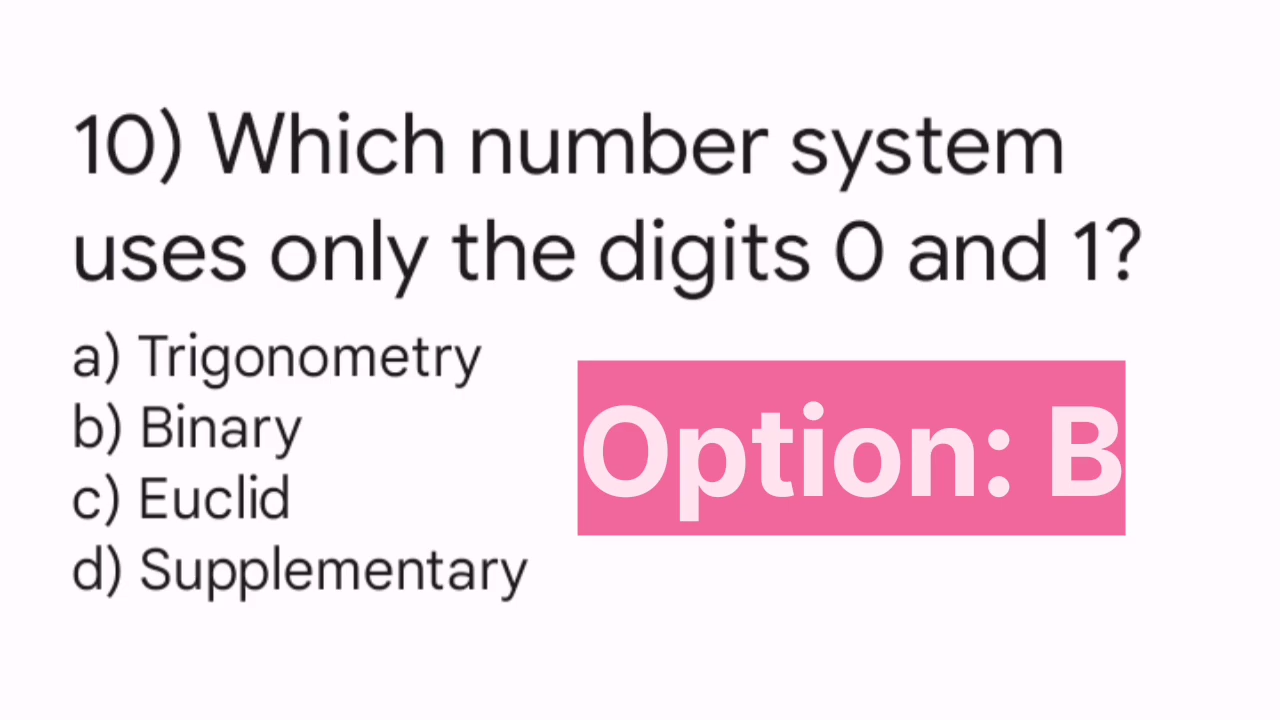 10) Which number system
uses only the digits 0 and 1?
a) Trigonometry
b) Binary
c) Euclid
d) Supplementary
Option: B